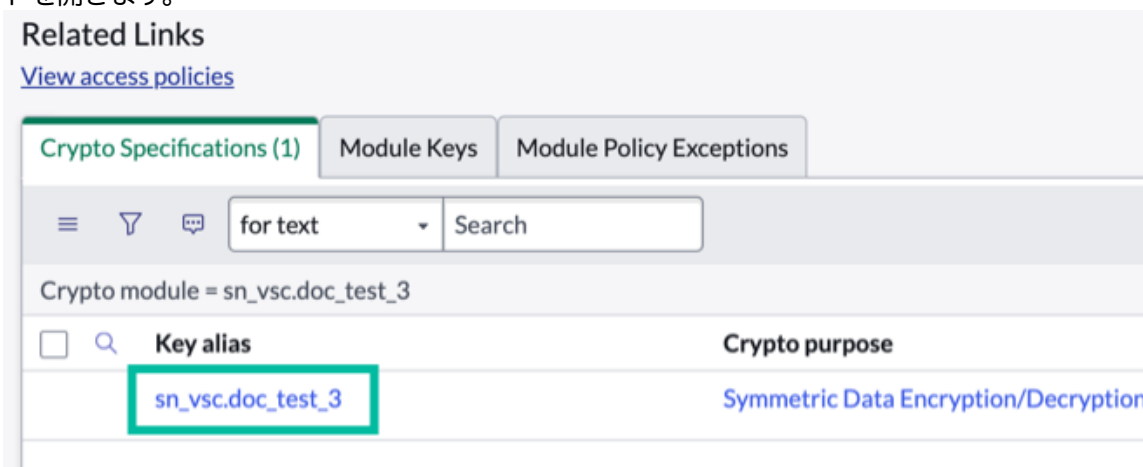 Related Links
View access policies
Crypto Specifications (1) Module Keys Module Policy Exceptions
for text Search
Crypto module = sn_vsc.doc_test_3
Key alias Crypto purpose
sn_vsc.doc_test_3 Symmetric Data Encryption/Decryption